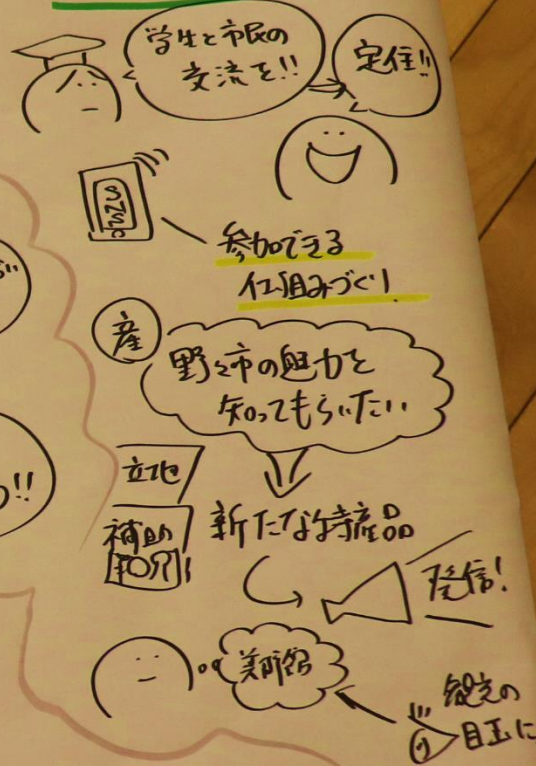 学生と市民の
交流を!!
定住!!
SNS
参加できる
仕組みづくり!
産
野々市の魅力を
知ってもらいたい
立地
補助
紹介!
新たな特産品
発信!
美術館
観光の
目玉に